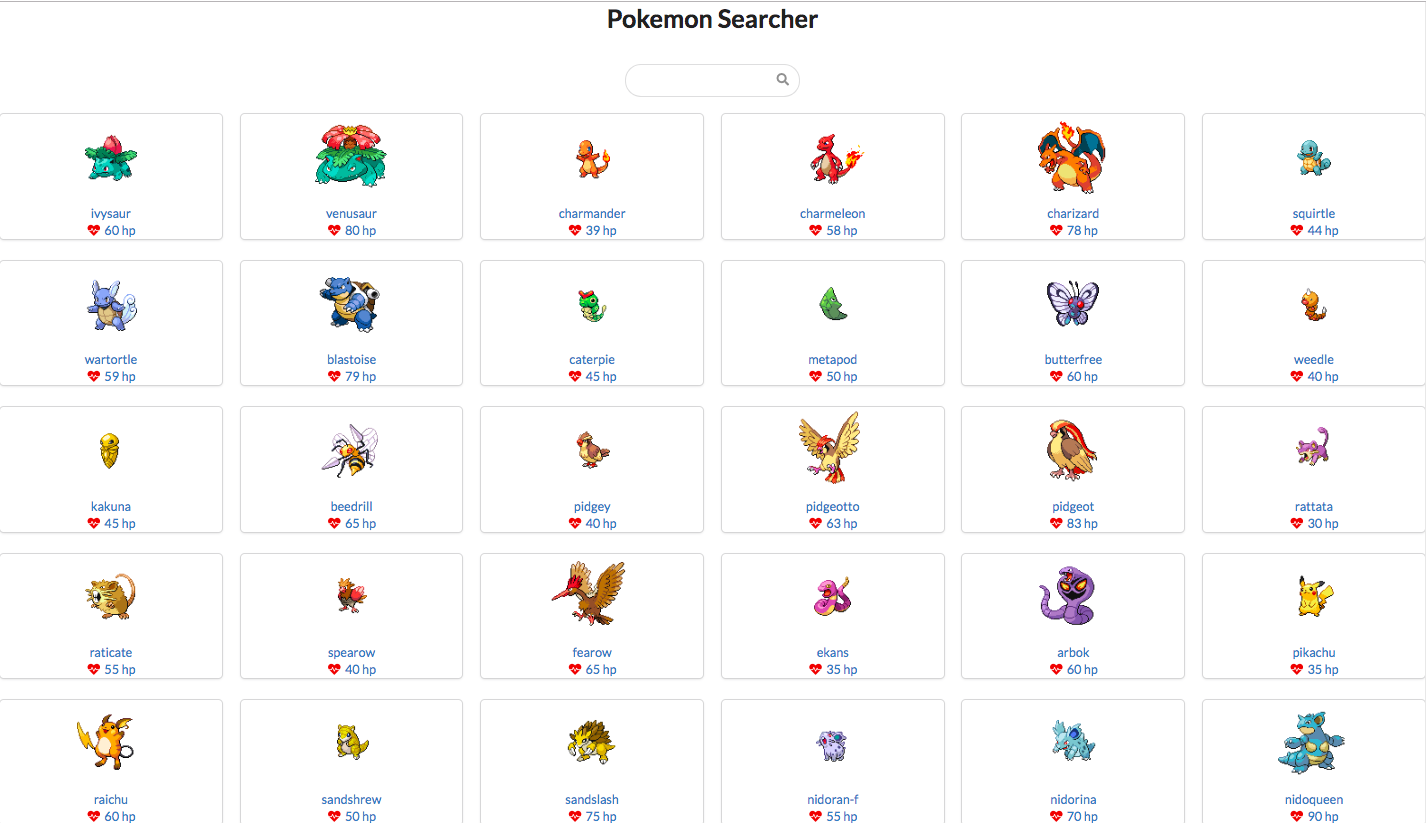 Pokemon Searcher
ivysaur
60 hp
venusaur
80 hp
charmander
39 hp
charmeleon
58 hp
charizard
78 hp
squirtle
44 hp
wartortle
59 hp
blastoise
79 hp
caterpie
45 hp
metapod
50 hp
butterfree
60 hp
weedle
40 hp
kakuna
45 hp
beedrill
65 hp
pidgey
40 hp
pidgeotto
63 hp
pidgeot
83 hp
rattata
30 hp
raticate
55 hp
spearow
40 hp
fearow
65 hp
ekans
35 hp
arbok
60 hp
pikachu
35 hp
raichu
60 hp
sandshrew
50 hp
sandslash
75 hp
nidoran-f
55 hp
nidorina
70 hp
nidoqueen
90 hp